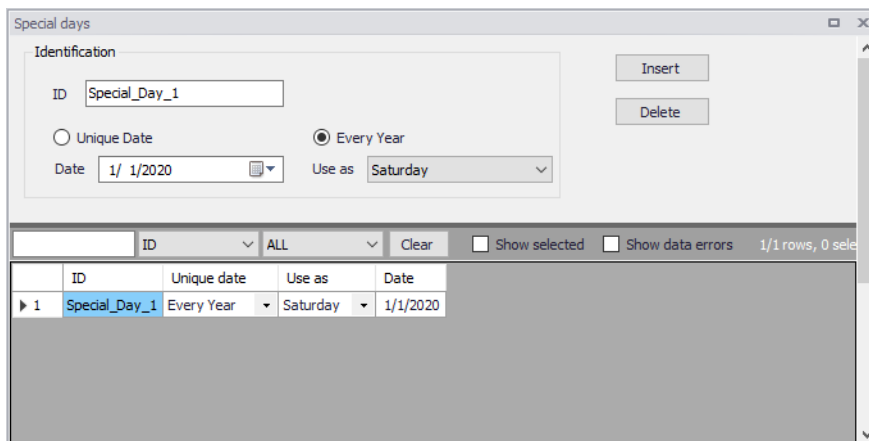 Special days
Identification
ID Special_Day_1
Insert
Delete
Unique Date Every Year
Date 1/ 1/2020 Use as Saturday
ID ALL Clear Show selected Show data errors 1/1 rows, 0 sele
ID Unique date Use as Date
1 Special_Day_1 Every Year Saturday 1/1/2020